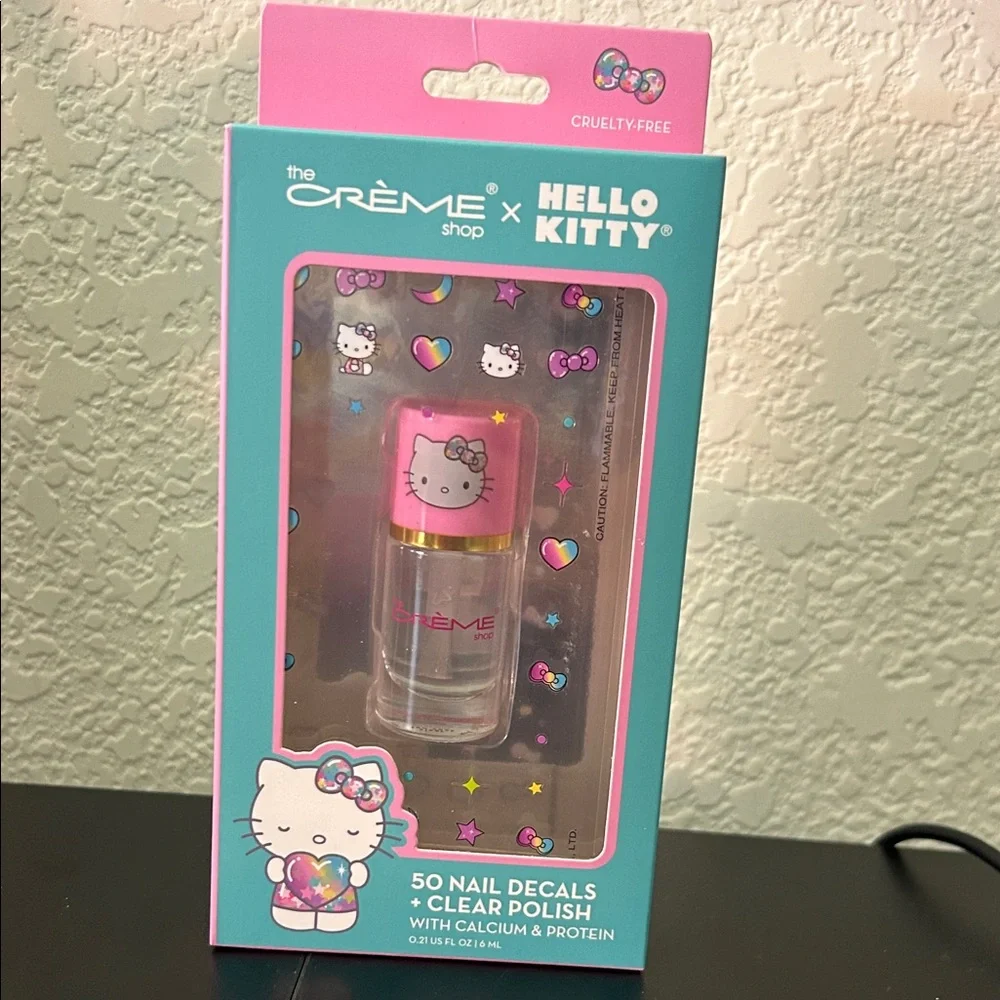 CRUELTY-FREE
the
CRÈME® x HELLO
shop KITTY®
CAUTION: FLAMMABLE. KEEP FROM HEAT
CRÈME
shop
, LTD.
50 NAIL DECALS
+ CLEAR POLISH
WITH CALCIUM & PROTEIN
0.21 US FL OZ | 6 ML